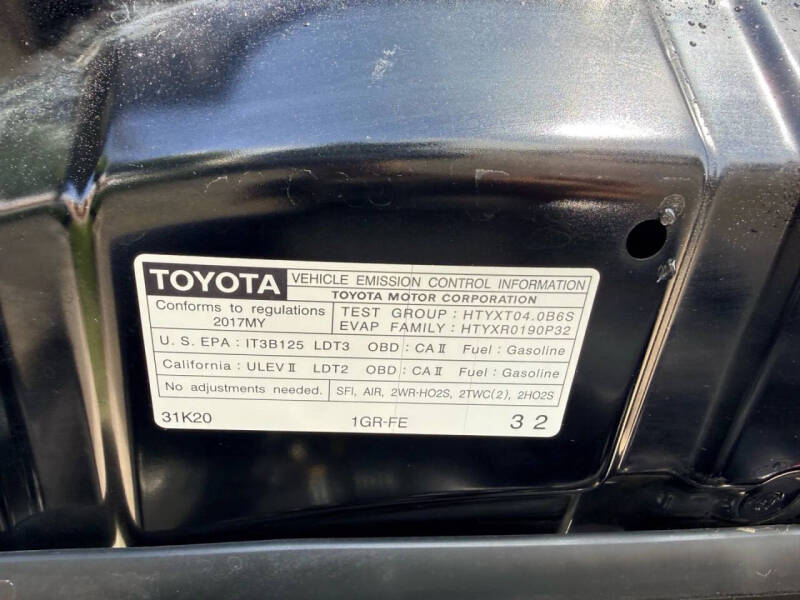 TOYOTA VEHICLE EMISSION CONTROL INFORMATION
TOYOTA MOTOR CORPORATION
Conforms to regulations
2017MY
TEST GROUP : HTYXT04.0B6S
EVAP FAMILY : HTYXR0190P32
U. S. EPA : IT3B125 LDT3 OBD : CA II Fuel : Gasoline
California : ULEV II LDT2 OBD : CA II Fuel : Gasoline
No adjustments needed. SFI, AIR, 2WR-HO2S, 2TWC(2), 2HO2S
31K20 1GR-FE 3 2